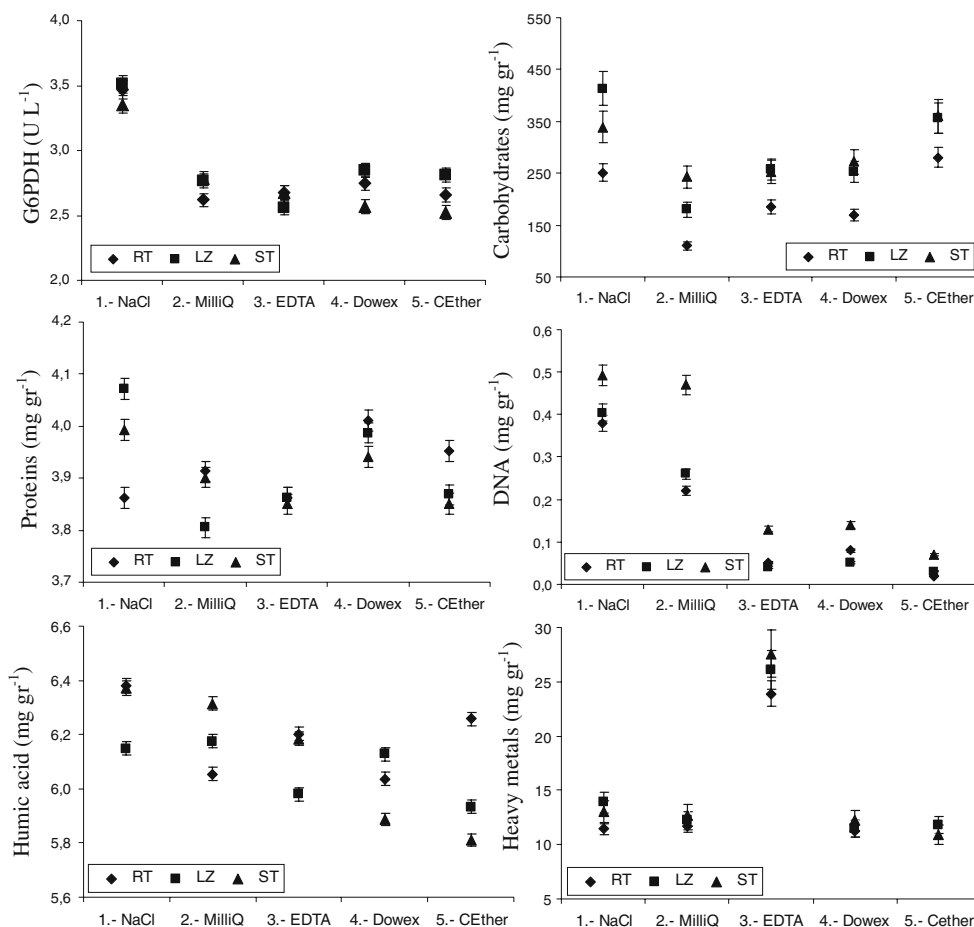 4,0
3,5
3,0
2,5
2,0
G6PDH (U L-1)
RT LZ ST
1.- NaCl 2.- MilliQ 3.- EDTA 4.- Dowex 5.- CEther
550
450
350
250
150
50
Carbohydrates (mg gr-1)
RT LZ ST
1.- NaCl 2.- MilliQ 3.- EDTA 4.- Dowex 5.- CEther
4,2
4,1
4,0
3,9
3,8
3,7
Proteins (mg gr-1)
RT LZ ST
1.- NaCl 2.- MilliQ 3.- EDTA 4.- Dowex 5.- CEther
0,6
0,5
0,4
0,3
0,2
0,1
0,0
DNA (mg gr-1)
RT LZ ST
1.- NaCl 2.- MilliQ 3.- EDTA 4.- Dowex 5.- CEther
6,6
6,4
6,2
6,0
5,8
5,6
Humic acid (mg gr-1)
RT LZ ST
1.- NaCl 2.- MilliQ 3.- EDTA 4.- Dowex 5.- CEther
30
25
20
15
10
5
Heavy metals (mg gr-1)
RT LZ ST
1.- NaCl 2.- MilliQ 3.- EDTA 4.- Dowex 5.- Cether